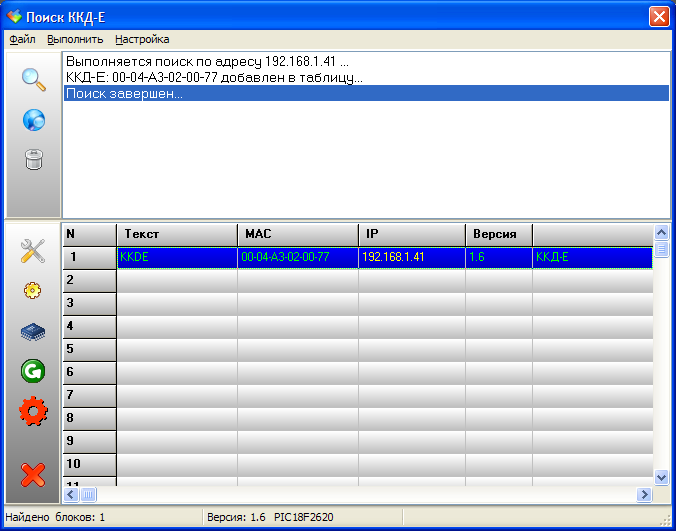 Поиск ККД-Е
Файл Выполнить Настройка
Выполняется поиск по адресу 192.168.1.41 ...
ККД-Е: 00-04-A3-02-00-77 добавлен в таблицу...
Поиск завершен...
N Текст MAC IP Версия
1 KKDE 00-04-A3-02-00-77 192.168.1.41 1.6 ККД-Е
2
3
4
5
6
7
8
9
10
11
Найдено блоков: 1 Версия: 1.6 PIC18F2620